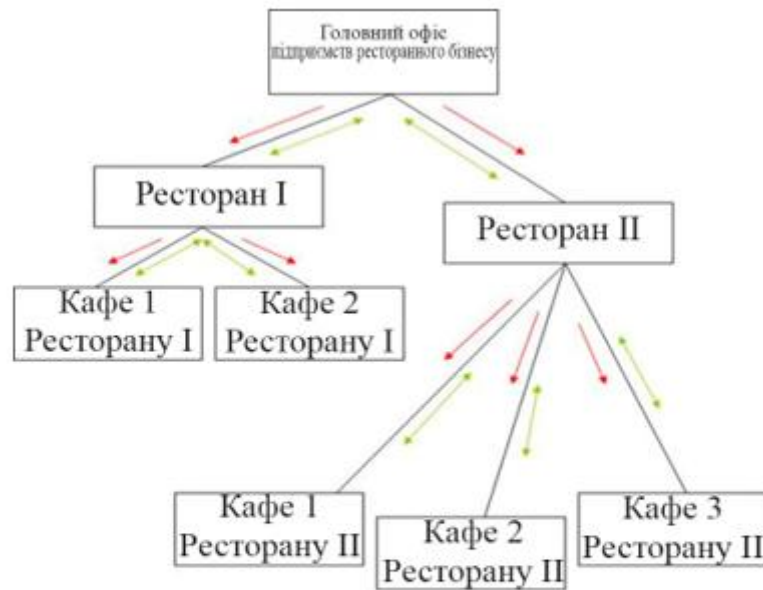 Головний офіс
підприємств ресторанного бізнесу
Ресторан I
Ресторан II
Кафе 1
Ресторану I
Кафе 2
Ресторану I
Кафе 1
Ресторану II
Кафе 2
Ресторану II
Кафе 3
Ресторану II